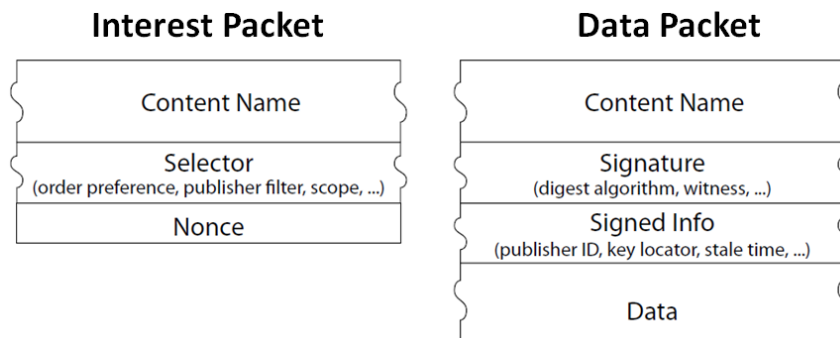 Interest Packet
Content Name
Selector
(order preference, publisher filter, scope, ...)
Nonce
Data Packet
Content Name
Signature
(digest algorithm, witness, ...)
Signed Info
(publisher ID, key locator, stale time, ...)
Data